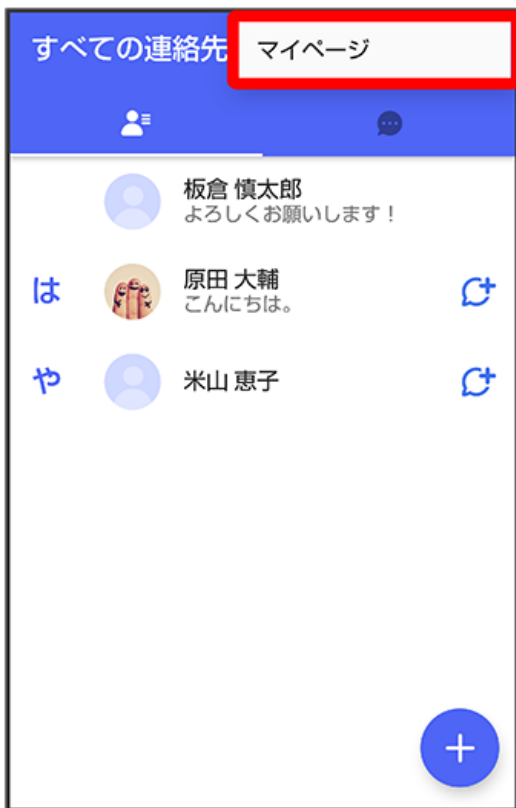 すべての連絡先
マイページ
板倉 慎太郎
よろしくお願いします！
は
原田 大輔
こんにちは。
や
米山 恵子